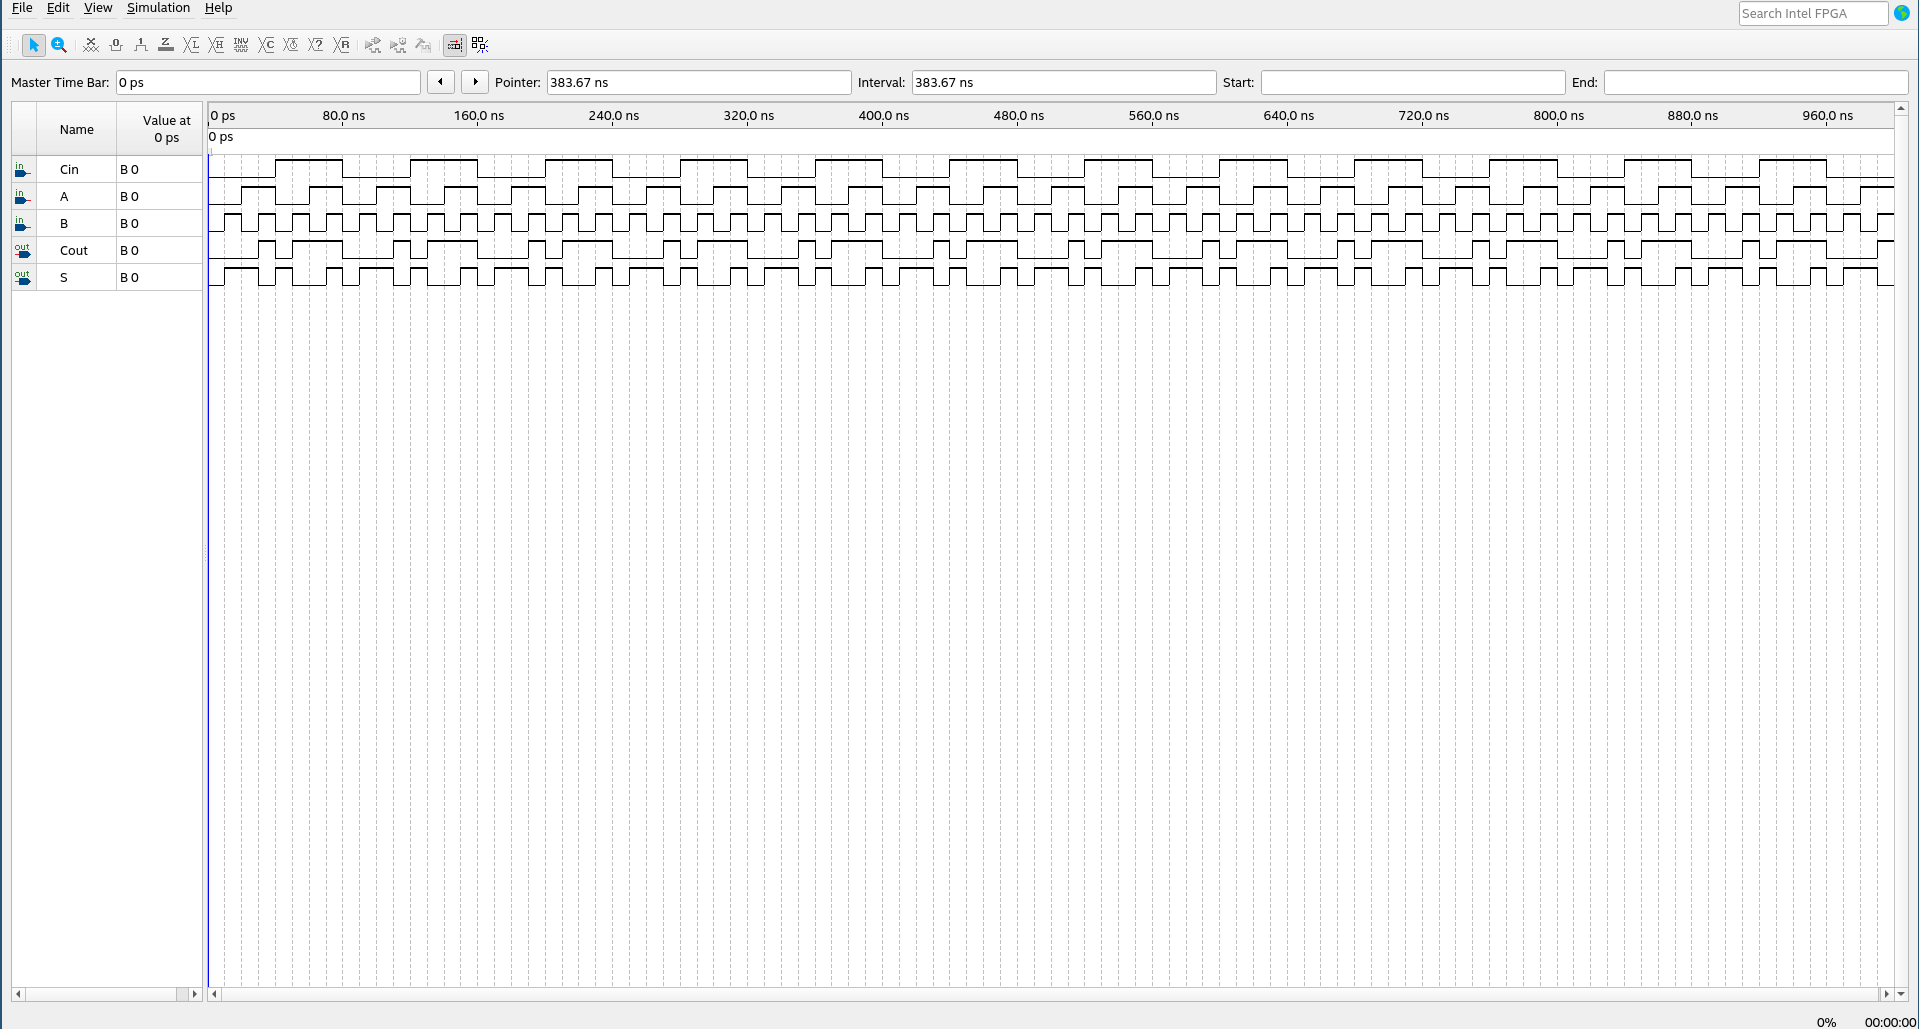 File Edit View Simulation Help
Search Intel FPGA
Master Time Bar: 0 ps Pointer: 383.67 ns Interval: 383.67 ns Start: End:
Name Value at 0 ps
0 ps 80.0 ns 160.0 ns 240.0 ns 320.0 ns 400.0 ns 480.0 ns 560.0 ns 640.0 ns 720.0 ns 800.0 ns 880.0 ns 960.0 ns
0 ps
in Cin B 0
in A B 0
in B B 0
out Cout B 0
out S B 0
0% 00:00:00